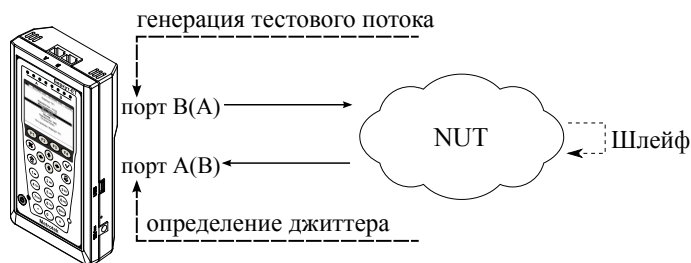 генерация тестового потока
порт B(A)
NUT
Шлейф
порт A(B)
определение джиттера